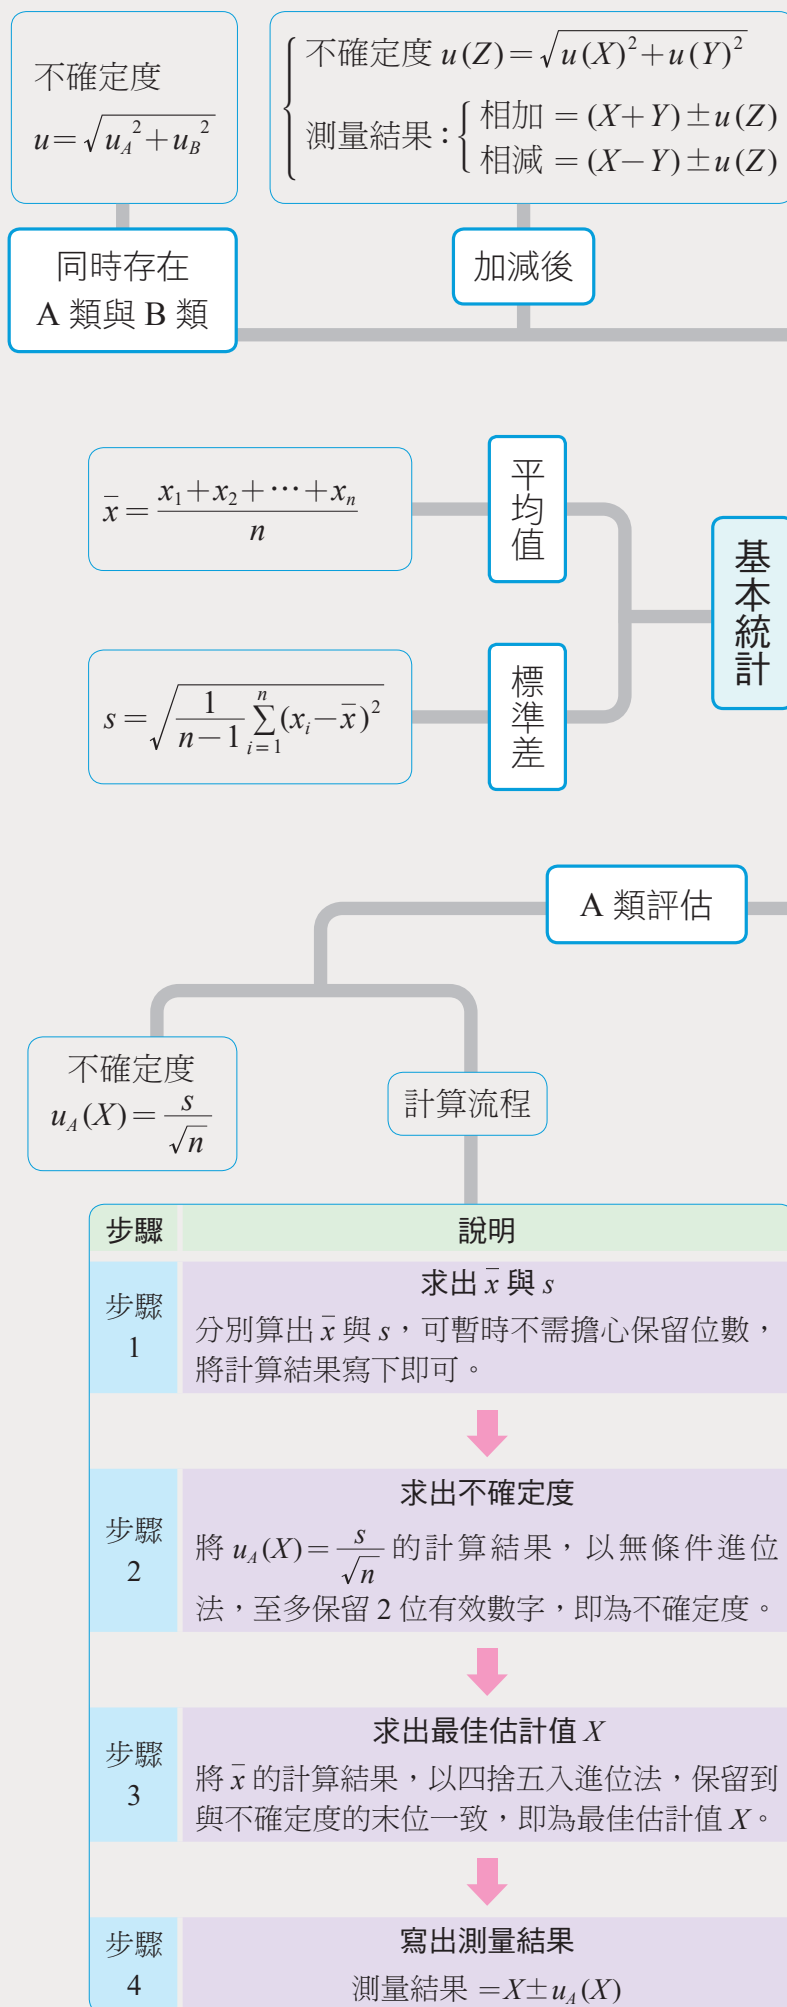 不確定度
u=√(u_A²+u_B²)
同時存在
A 類與 B 類
不確定度 u(Z)=√(u(X)²+u(Y)²)
測量結果：{ 相加 = (X+Y)±u(Z)
相減 = (X−Y)±u(Z)
加減後
x̄ = (x₁+x₂+⋯+xₙ)/n
平均值
s = √(1/(n−1) ∑_{i=1}^{n} (x_i−x̄)²)
標準差
基本統計
A 類評估
不確定度
u_A(X)= s/√n
計算流程
步驟 說明
步驟
1
求出 x̄ 與 s
分別算出 x̄ 與 s，可暫時不需擔心保留位數，
將計算結果寫下即可。
步驟
2
求出不確定度
將 u_A(X)= s/√n 的計算結果，以無條件進位
法，至多保留 2 位有效數字，即為不確定度。
步驟
3
求出最佳估計值 X
將 x̄ 的計算結果，以四捨五入進位法，保留到
與不確定度的末位一致，即為最佳估計值 X。
步驟
4
寫出測量結果
測量結果 =X±u_A(X)